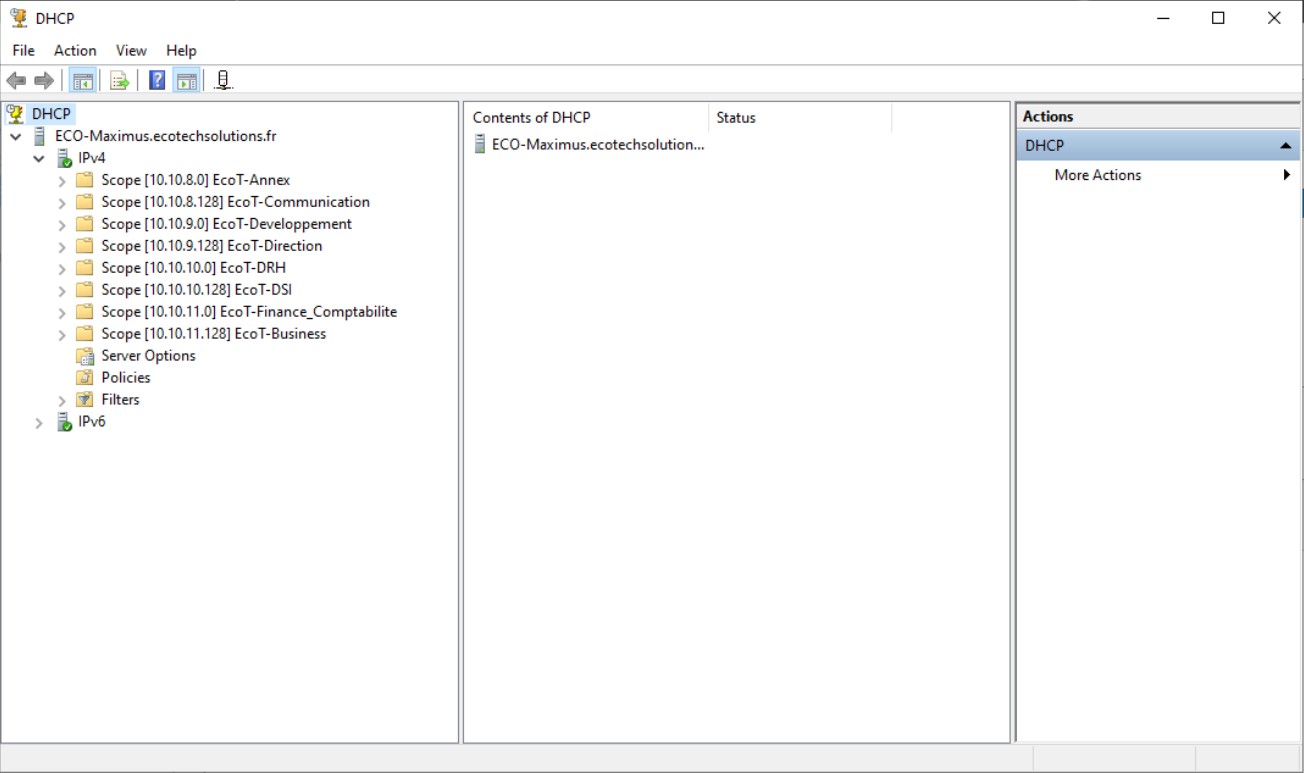 DHCP
File Action View Help
DHCP
ECO-Maximus.ecotechsolutions.fr
IPv4
Scope [10.10.8.0] EcoT-Annex
Scope [10.10.8.128] EcoT-Communication
Scope [10.10.9.0] EcoT-Developpement
Scope [10.10.9.128] EcoT-Direction
Scope [10.10.10.0] EcoT-DRH
Scope [10.10.10.128] EcoT-DSI
Scope [10.10.11.0] EcoT-Finance_Comptabilite
Scope [10.10.11.128] EcoT-Business
Server Options
Policies
Filters
IPv6
Contents of DHCP Status
ECO-Maximus.ecotechsolution...
Actions
DHCP
More Actions